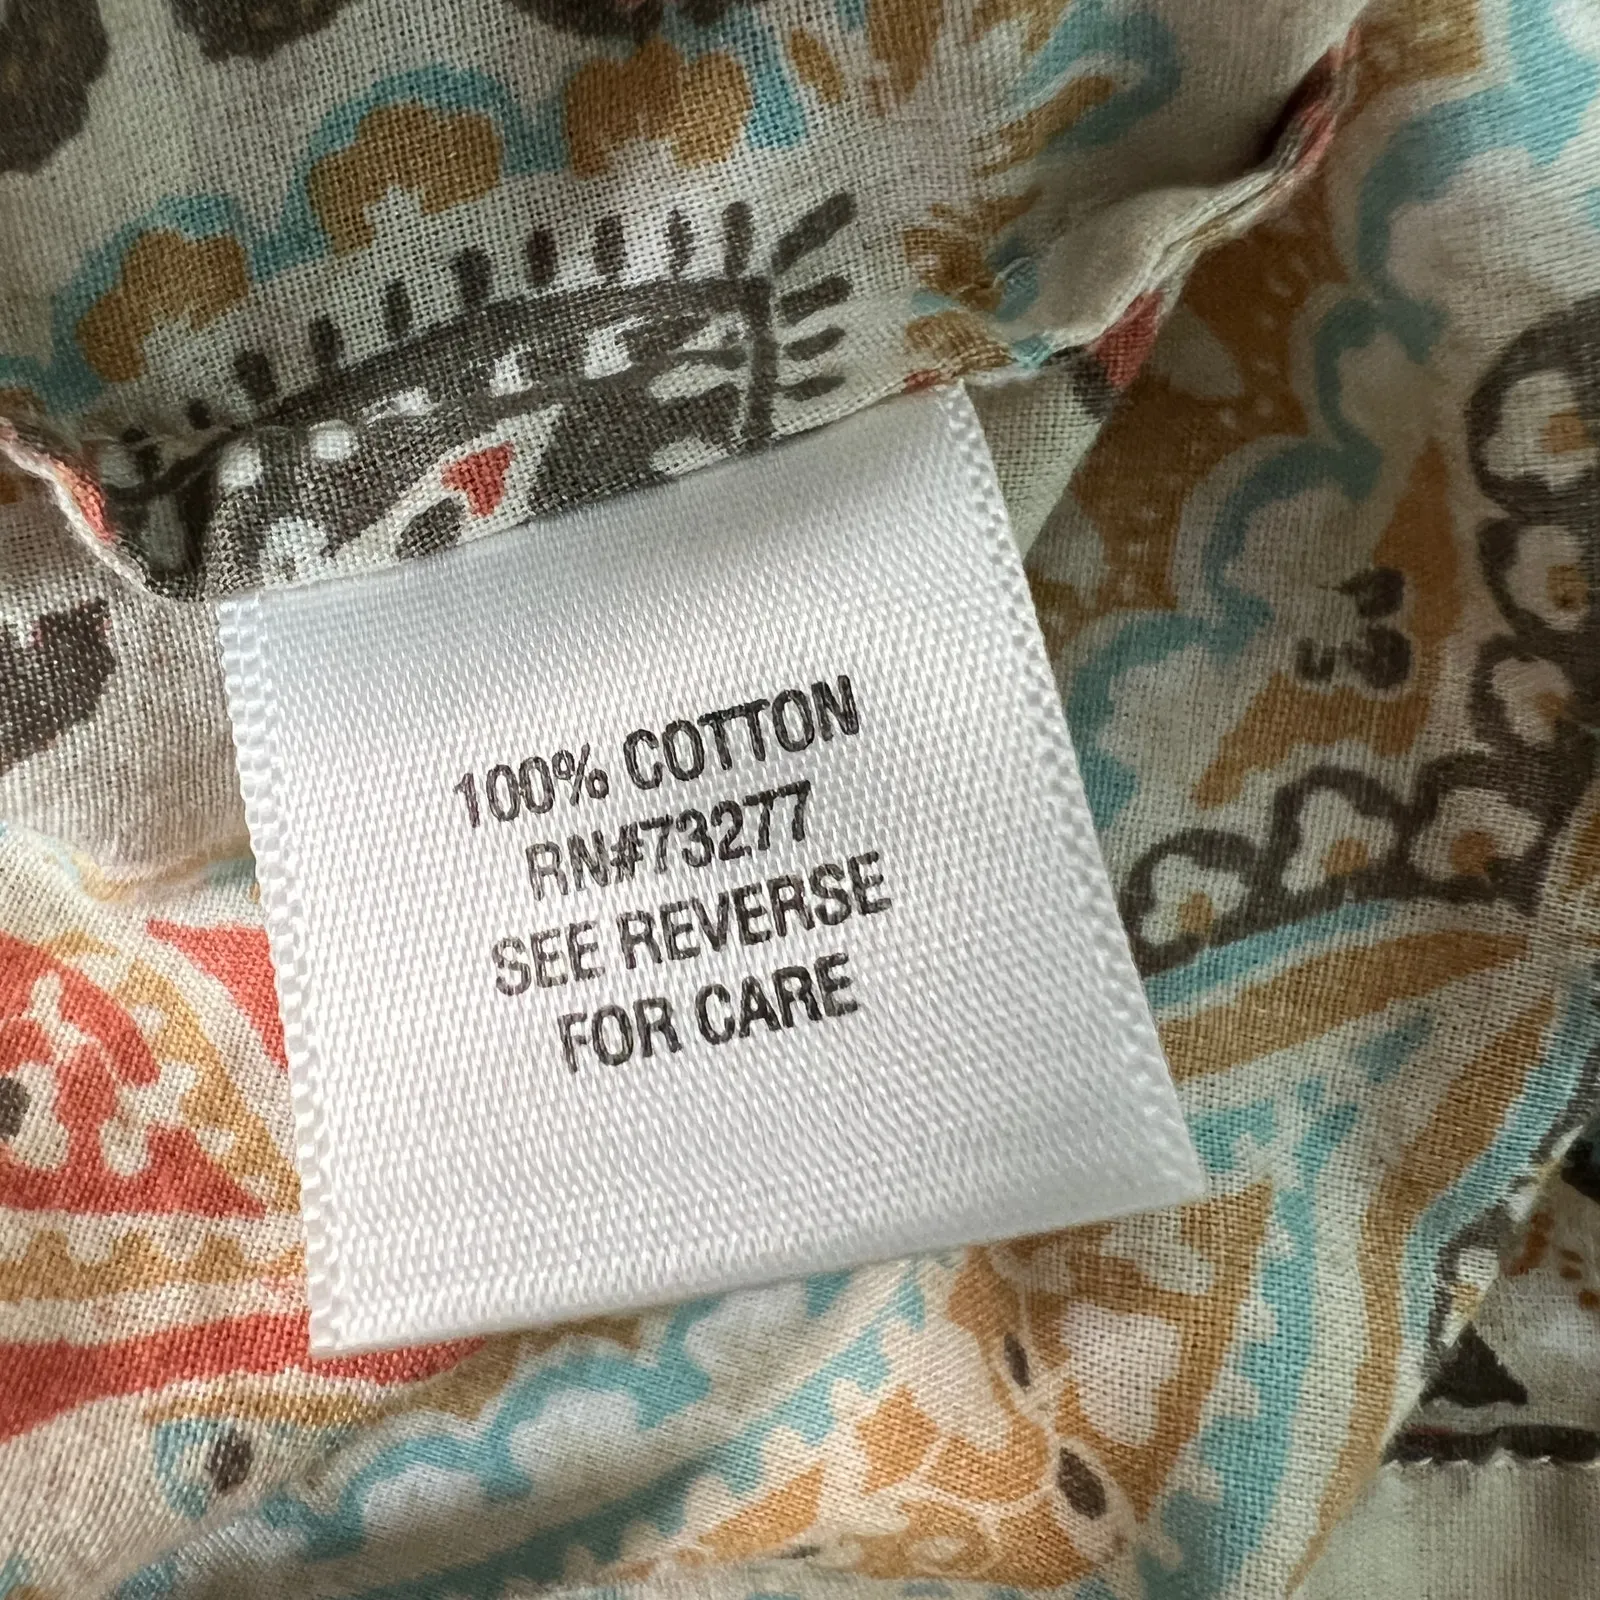 100% COTTON
RN#73277
SEE REVERSE
FOR CARE